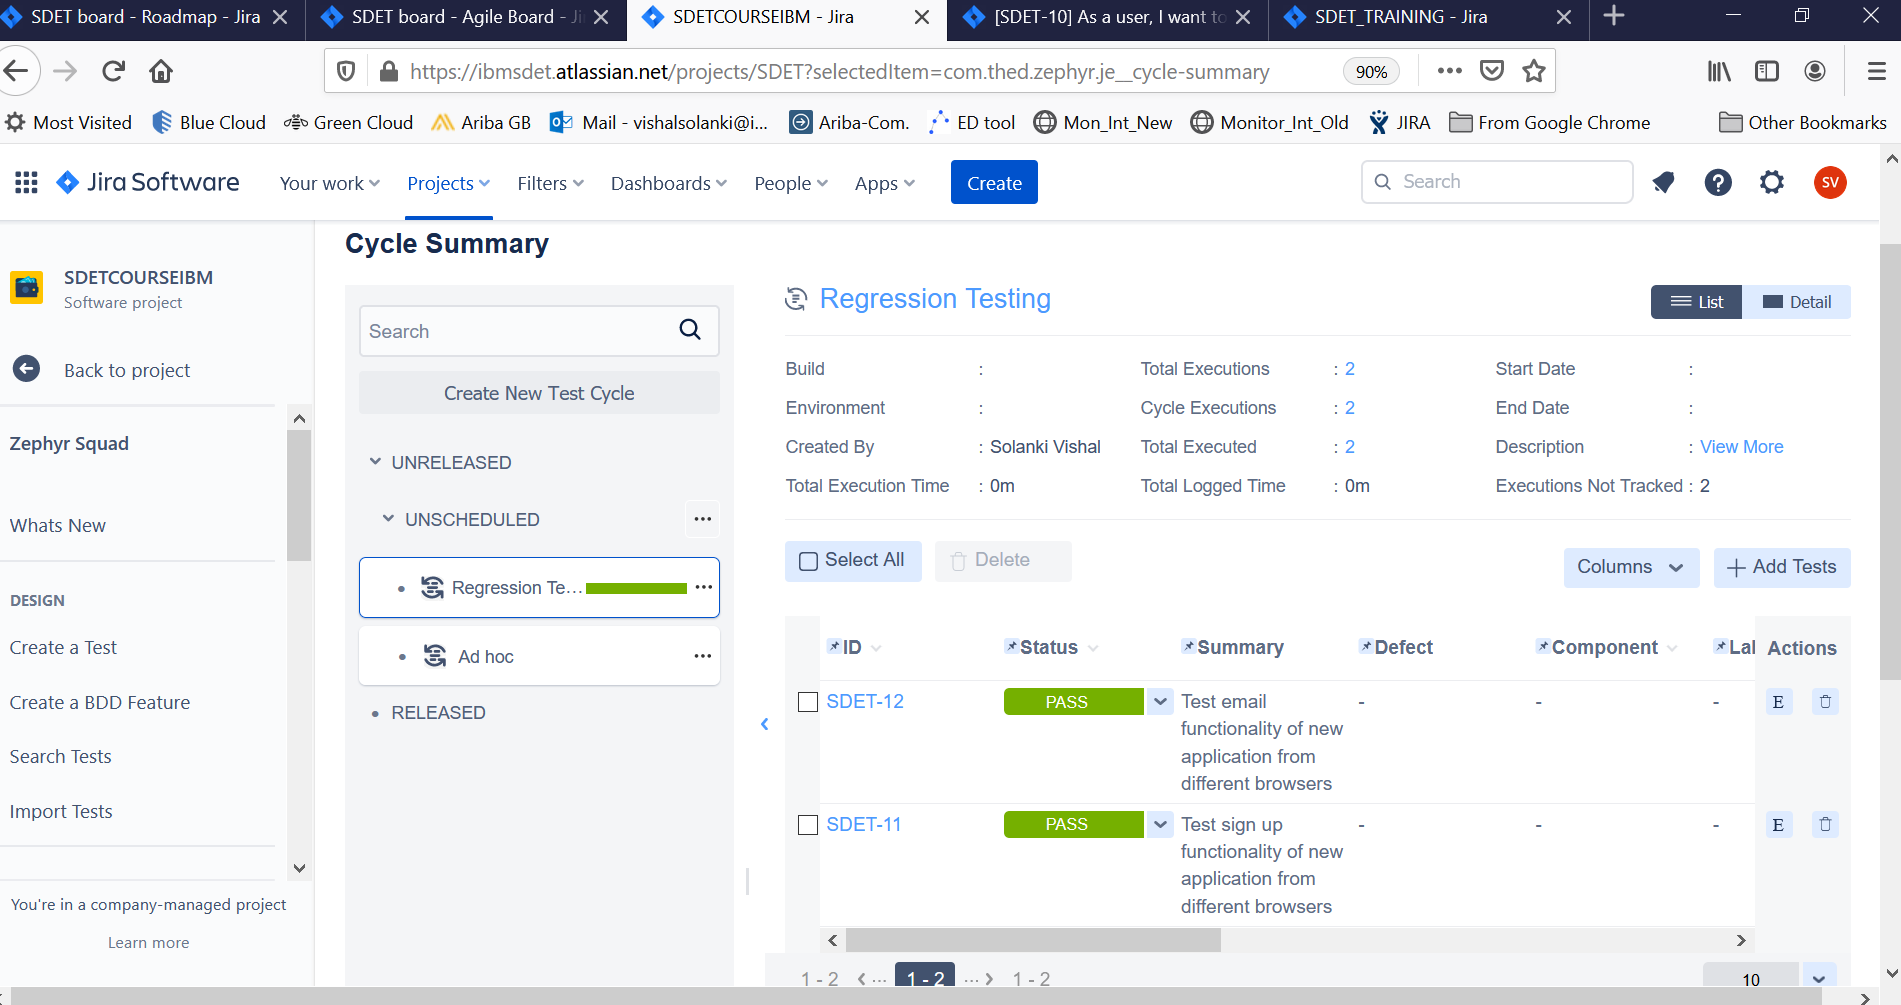 SDET board - Roadmap - Jira
SDET board - Agile Board - Ji
SDETCOURSEIBM - Jira
[SDET-10] As a user, I want to
SDET_TRAINING - Jira
https://ibmsdet.atlassian.net/projects/SDET?selectedItem=com.thed.zephyr.je__cycle-summary
90%
Most Visited
Blue Cloud
Green Cloud
Ariba GB
Mail - vishalsolanki@i...
Ariba-Com.
ED tool
Mon_Int_New
Monitor_Int_Old
JIRA
From Google Chrome
Other Bookmarks
Jira Software
Your work
Projects
Filters
Dashboards
People
Apps
Create
Search
SV
SDETCOURSEIBM
Software project
Back to project
Zephyr Squad
Whats New
DESIGN
Create a Test
Create a BDD Feature
Search Tests
Import Tests
You're in a company-managed project
Learn more
Cycle Summary
Search
Create New Test Cycle
UNRELEASED
UNSCHEDULED
Regression Te...
Ad hoc
RELEASED
Regression Testing
List
Detail
Build :
Total Executions : 2
Start Date :
Environment :
Cycle Executions : 2
End Date :
Created By : Solanki Vishal
Total Executed : 2
Description : View More
Total Execution Time : 0m
Total Logged Time : 0m
Executions Not Tracked : 2
Select All
Delete
Columns
Add Tests
ID
Status
Summary
Defect
Component
Lal
Actions
SDET-12
PASS
Test email
functionality of new
application from
different browsers
-
-
-
E
SDET-11
PASS
Test sign up
functionality of new
application from
different browsers
-
-
-
E
1 - 2
1 - 2
1 - 2
10